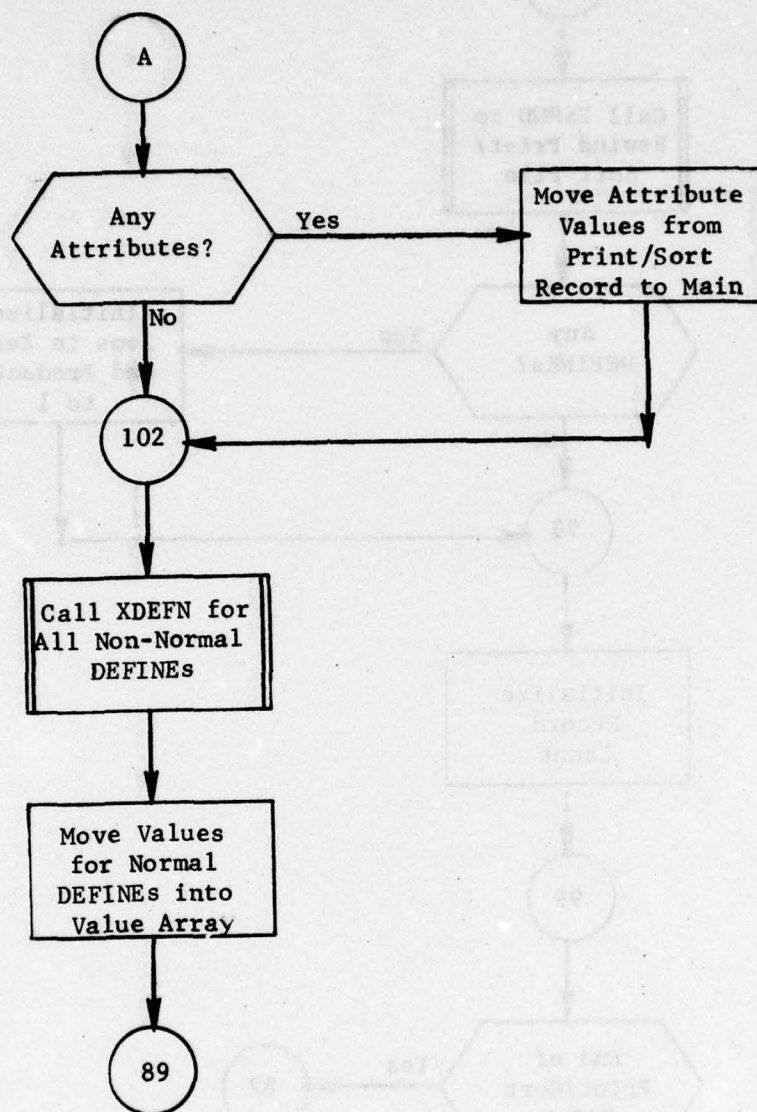 A
Any
Attributes?
Yes
Move Attribute
Values from
Print/Sort
Record to Main
No
102
Call XDEFN for
All Non-Normal
DEFINEs
Move Values
for Normal
DEFINEs into
Value Array
89